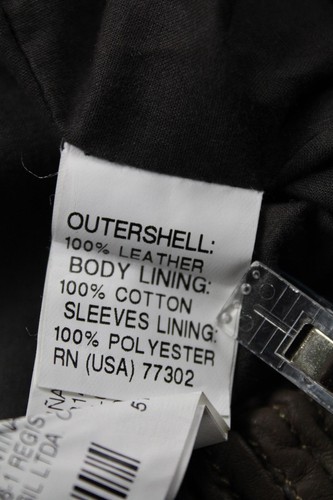 OUTERSHELL:
100% LEATHER
BODY LINING:
100% COTTON
SLEEVES LINING:
100% POLYESTER
RN (USA) 77302